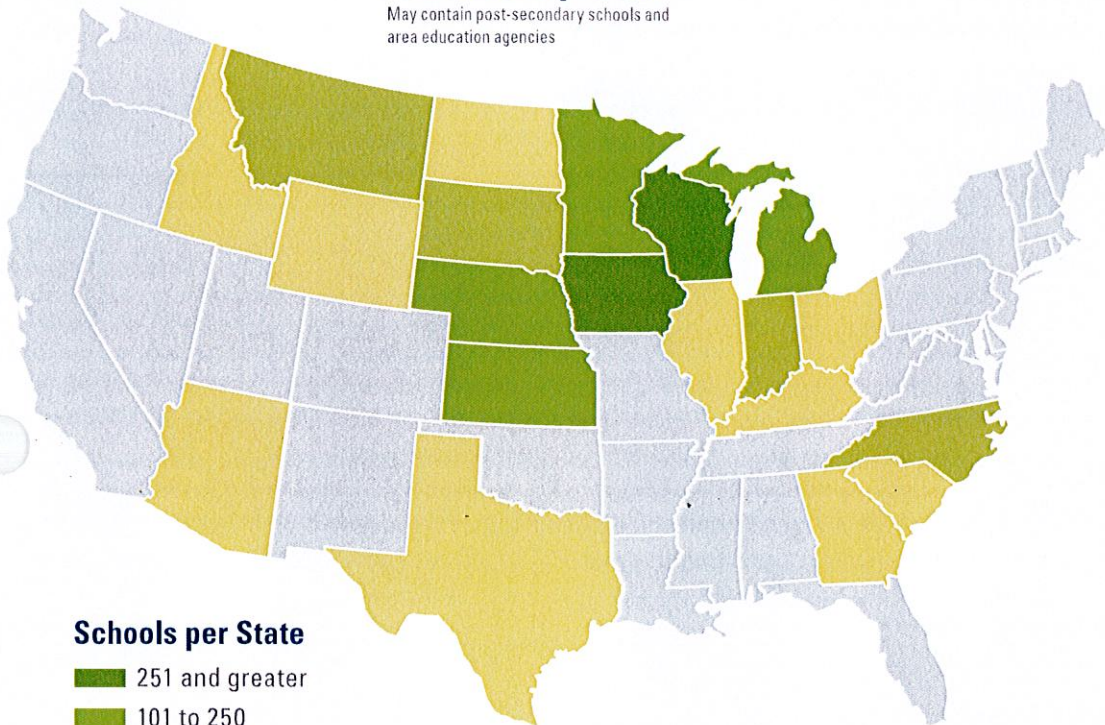 May contain post-secondary schools and
area education agencies
Schools per State
251 and greater
101 to 250